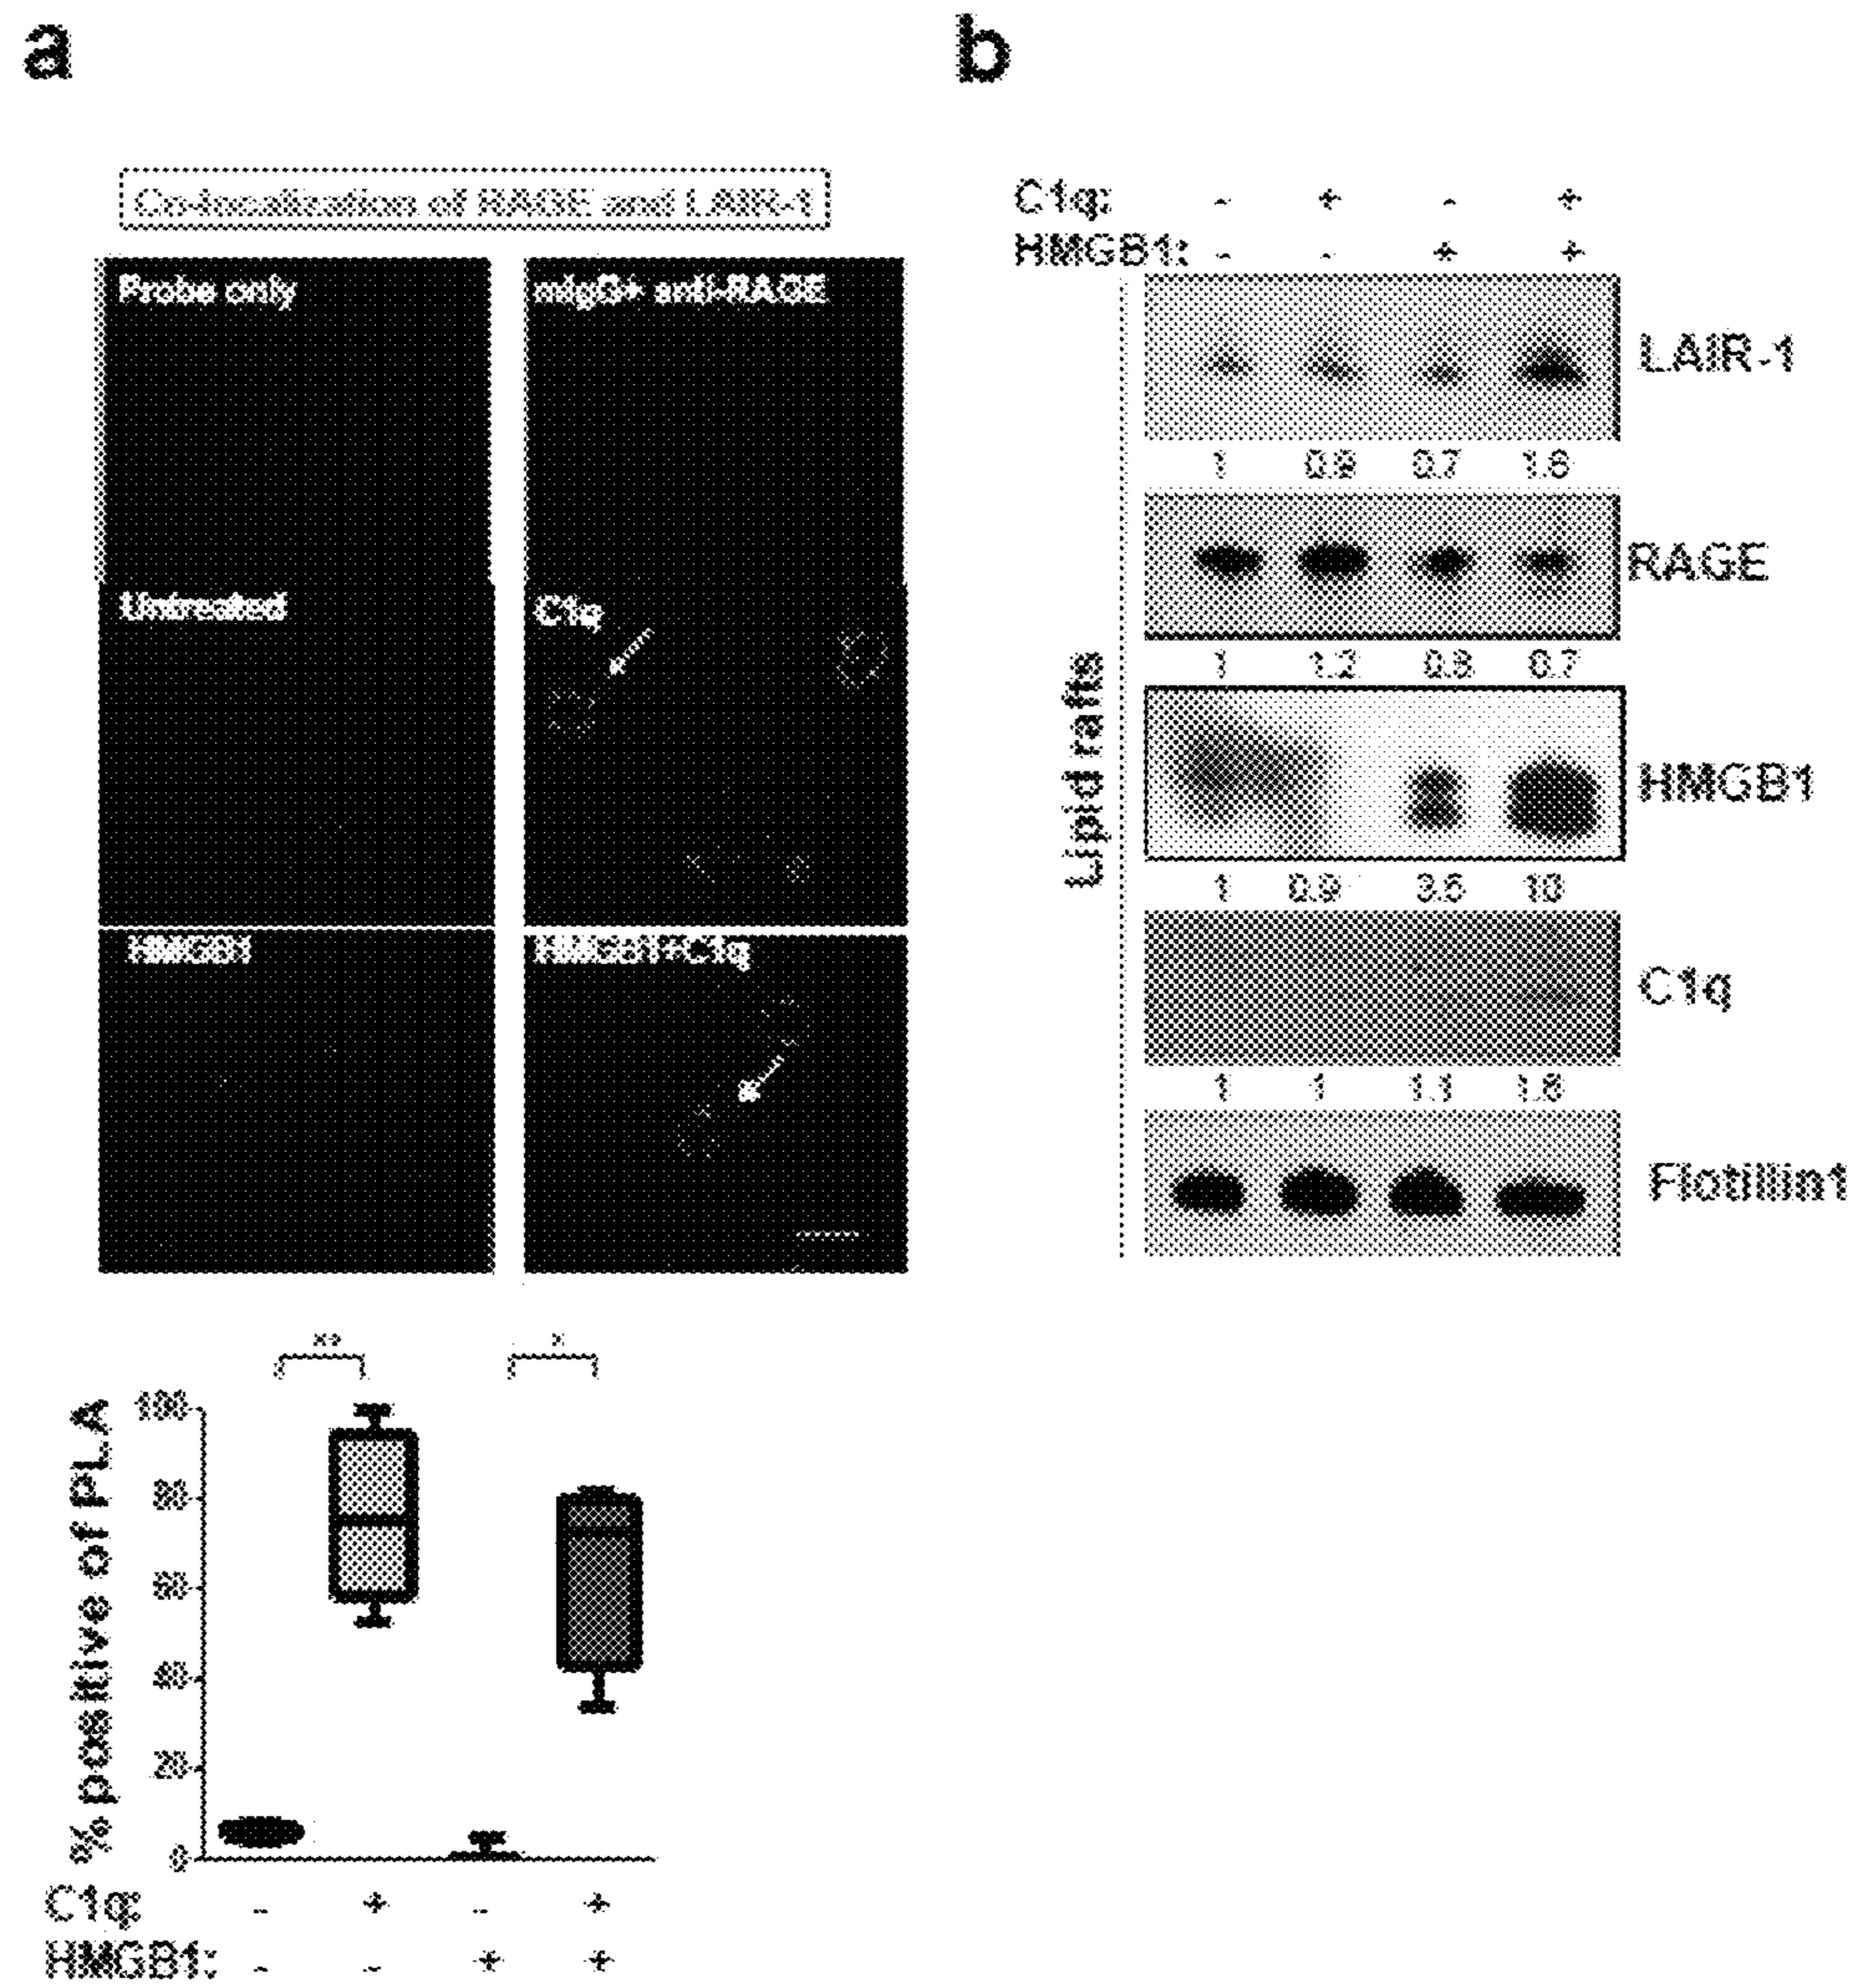 a
Co-localization of RAGE and LAIR-1
Probe only
mIgG+ anti-RAGE
Untreated
C1q
HMGB1
HMGB1+C1q
**
*
% positive of PLA
100
80
60
40
20
0
C1q: - + - +
HMGB1: - - + +
b
C1q: - + - +
HMGB1: - - + +
Lipid rafts
LAIR-1
1 0.9 0.7 1.6
RAGE
1 1.2 0.8 0.7
HMGB1
1 0.9 3.5 10
C1q
1 1 1.1 1.6
Flotillin1